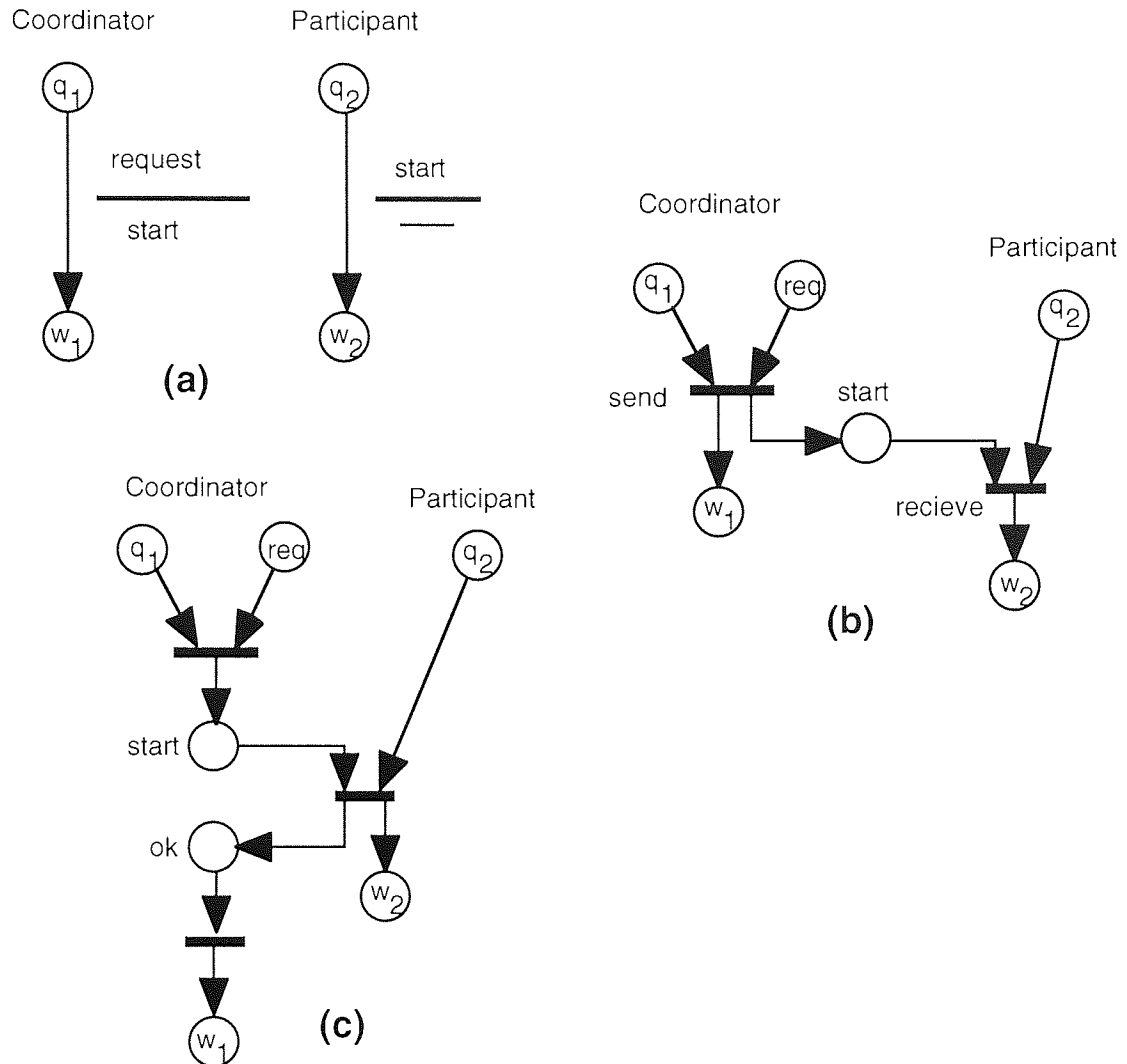 Coordinator
Participant
q1
q2
request
start
start
w1
w2
(a)
Coordinator
Participant
q1
req
q2
send
start
w1
recieve
w2
(b)
Coordinator
Participant
q1
req
q2
start
ok
w2
w1
(c)